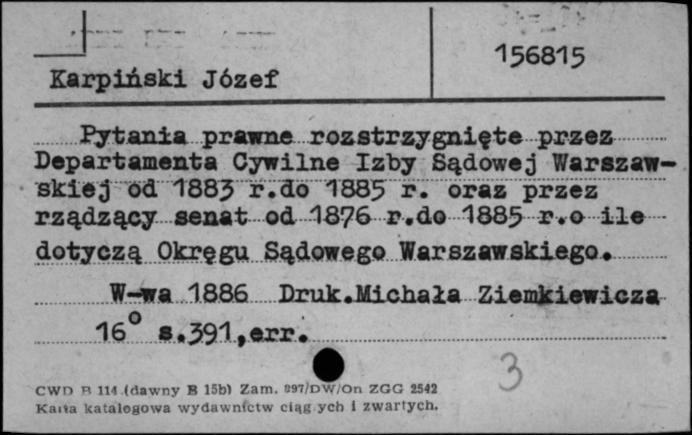 156815
Karpiński Józef
Pytania prawne rozstrzygnięte przez
Departamenta Cywilne Izby Sądowej Warszaw-
skiej od 1883 r.do 1885 r. oraz przez
rządzący senat od 1876 r.do 1885 r.o ile
dotyczą Okręgu Sądowego Warszawskiego.
W-wa 1886 Druk.Michała Ziemkiewicza
16° s.391,err.
3
CWD B 114 (dawny B 15b) Zam. 897/DW/On ZGG 2542
Karta katalogowa wydawnictw ciąg ych i zwartych.